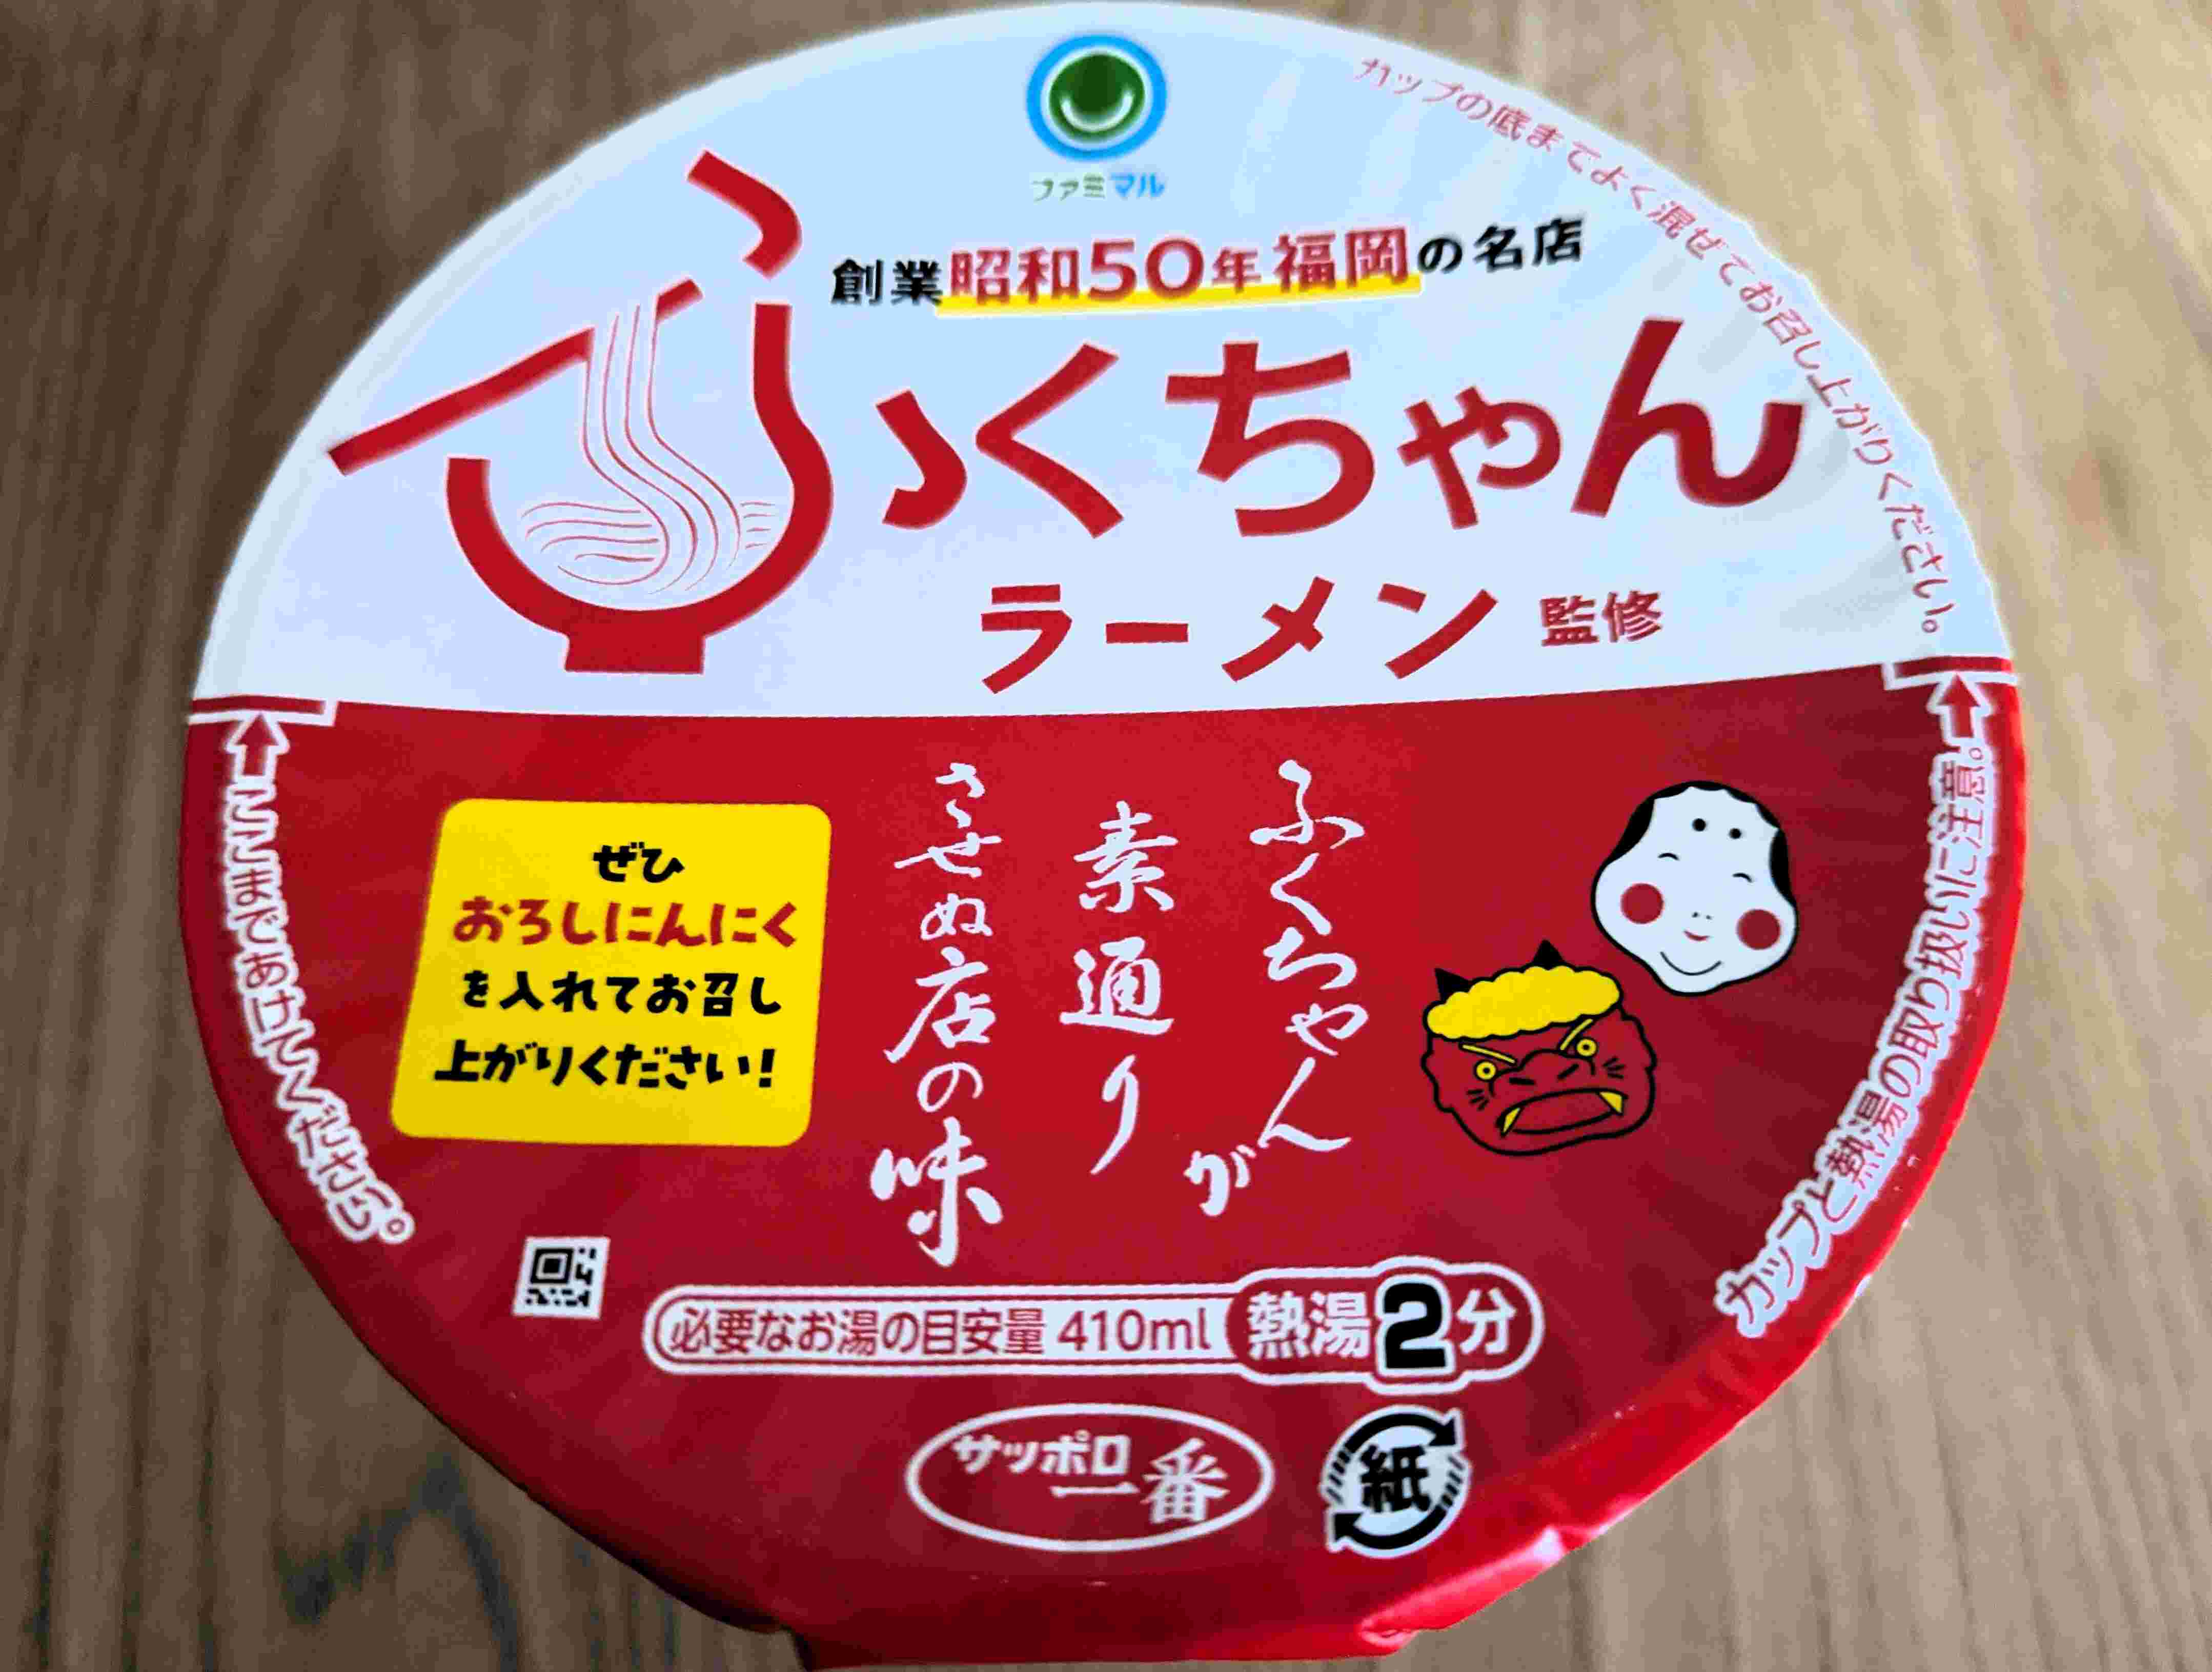 ファミマル
カップの底までよく混ぜてお召し上がりください。
創業昭和50年福岡の名店
ふくちゃん
ラーメン 監修
ここまであけてください。
カップと熱湯の取り扱いに注意。
ぜひ
おろしにんにく
を入れてお召し
上がりください!
ふくちゃんが
素通り
させぬ店の味
必要なお湯の目安量 410ml 熱湯2分
サッポロ
一番
紙